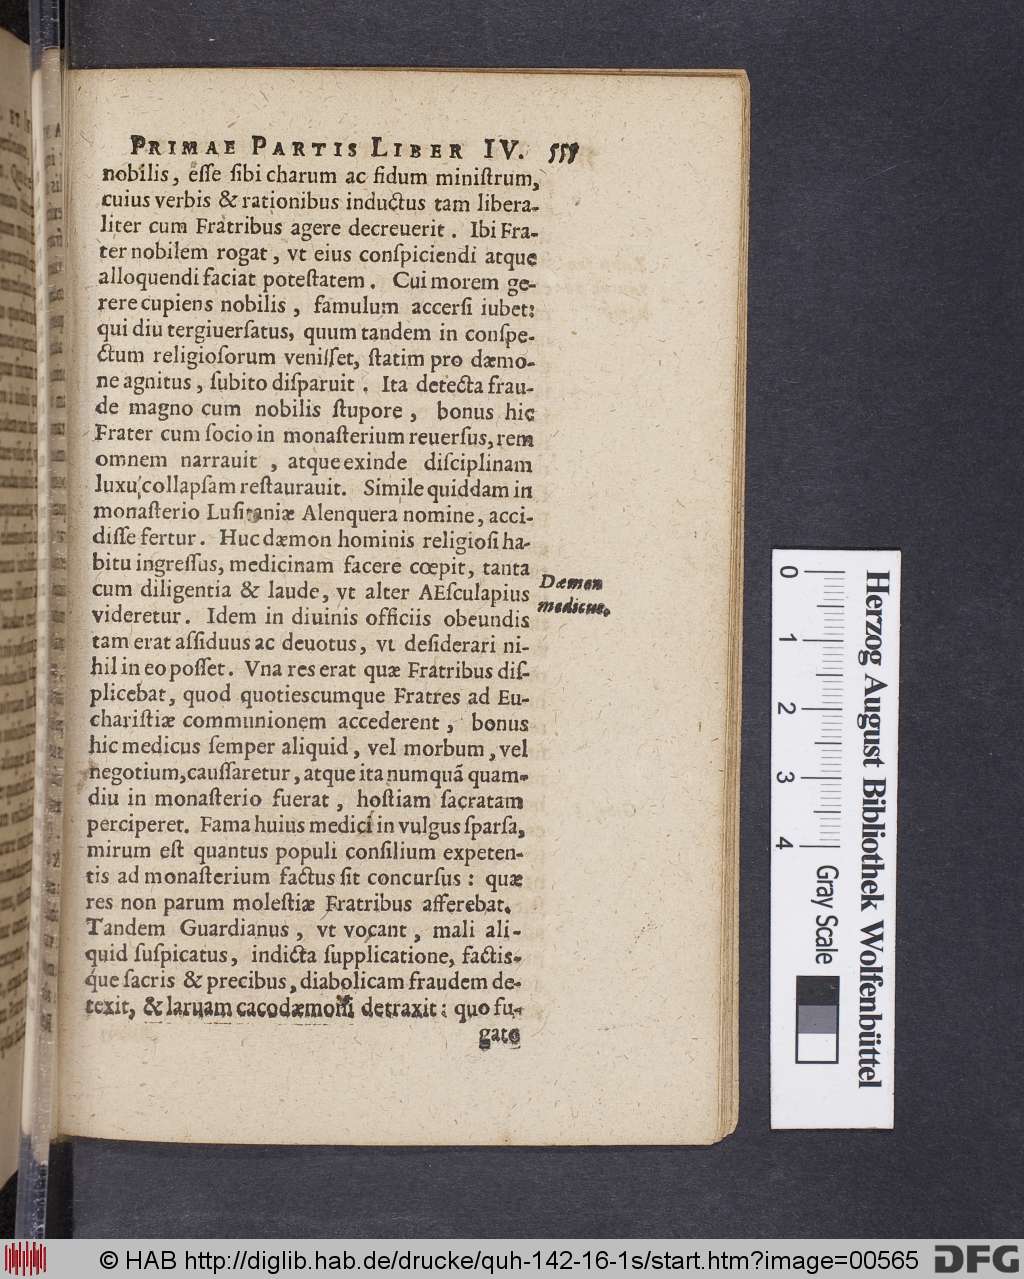 PRIMAE PARTIS LIBER IV. 559
nobilis, esse sibi charum ac fidum ministrum,
cuius verbis & rationibus inductus tam libera-
liter cum Fratribus agere decreuerit. Ibi Fra-
ter nobilem rogat, vt eius conspiciendi atque
alloquendi faciat potestatem. Cui morem ge-
rere cupiens nobilis, famulum accersi iubet:
qui diu tergiuersatus, quum tandem in conspe-
ctum religiosorum venisset, statim pro dæmo-
ne agnitus, subito disparuit. Ita detecta frau-
de magno cum nobilis stupore, bonus hic
Frater cum socio in monasterium reuersus, rem
omnem narrauit, atque exinde disciplinam
luxu collapsam restaurauit. Simile quiddam in
monasterio Lusitaniæ Alenquera nomine, acci-
disse fertur. Huc dæmon hominis religiosi ha-
bitu ingressus, medicinam facere cœpit, tanta
cum diligentia & laude, vt alter AEsculapius
videretur. Idem in diuinis officiis obeundis
tam erat assiduus ac deuotus, vt desiderari ni-
hil in eo posset. Vna res erat quæ Fratribus dis-
plicebat, quod quotiescumque Fratres ad Eu-
charistiæ communionem accederent, bonus
hic medicus semper aliquid, vel morbum, vel
negotium, caussaretur, atque ita numquã quam-
diu in monasterio fuerat, hostiam sacratam
perciperet. Fama huius medici in vulgus sparsa,
mirum est quantus populi consilium expeten-
tis ad monasterium factus sit concursus: quæ
res non parum molestiæ Fratribus afferebat.
Tandem Guardianus, vt vocant, mali ali-
quid suspicatus, indicta supplicatione, factis-
que sacris & precibus, diabolicam fraudem de-
texit, & laruam cacodæmoni detraxit: quo fu-
gato
Dæmon
medicus.
0 1 2 3 4
Herzog August Bibliothek Wolfenbüttel
Gray Scale
© HAB http://diglib.hab.de/drucke/quh-142-16-1s/start.htm?image=00565
DFG